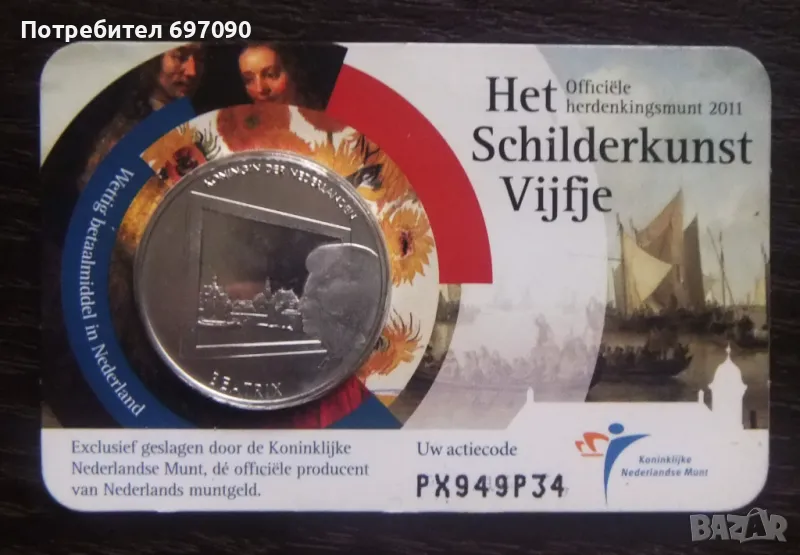 Потребител 697090
Het
Officiële
herdenkingsmunt 2011
Schilderkunst
Vijfje
Wettig betaalmiddel in Nederland
KONINGIN DER NEDERLANDEN
BEATRIX
Exclusief geslagen door de Koninklijke
Nederlandse Munt, dé officiële producent
van Nederlands muntgeld.
Uw actiecode
PX949P34
Koninklijke
Nederlandse Munt
BAZAR